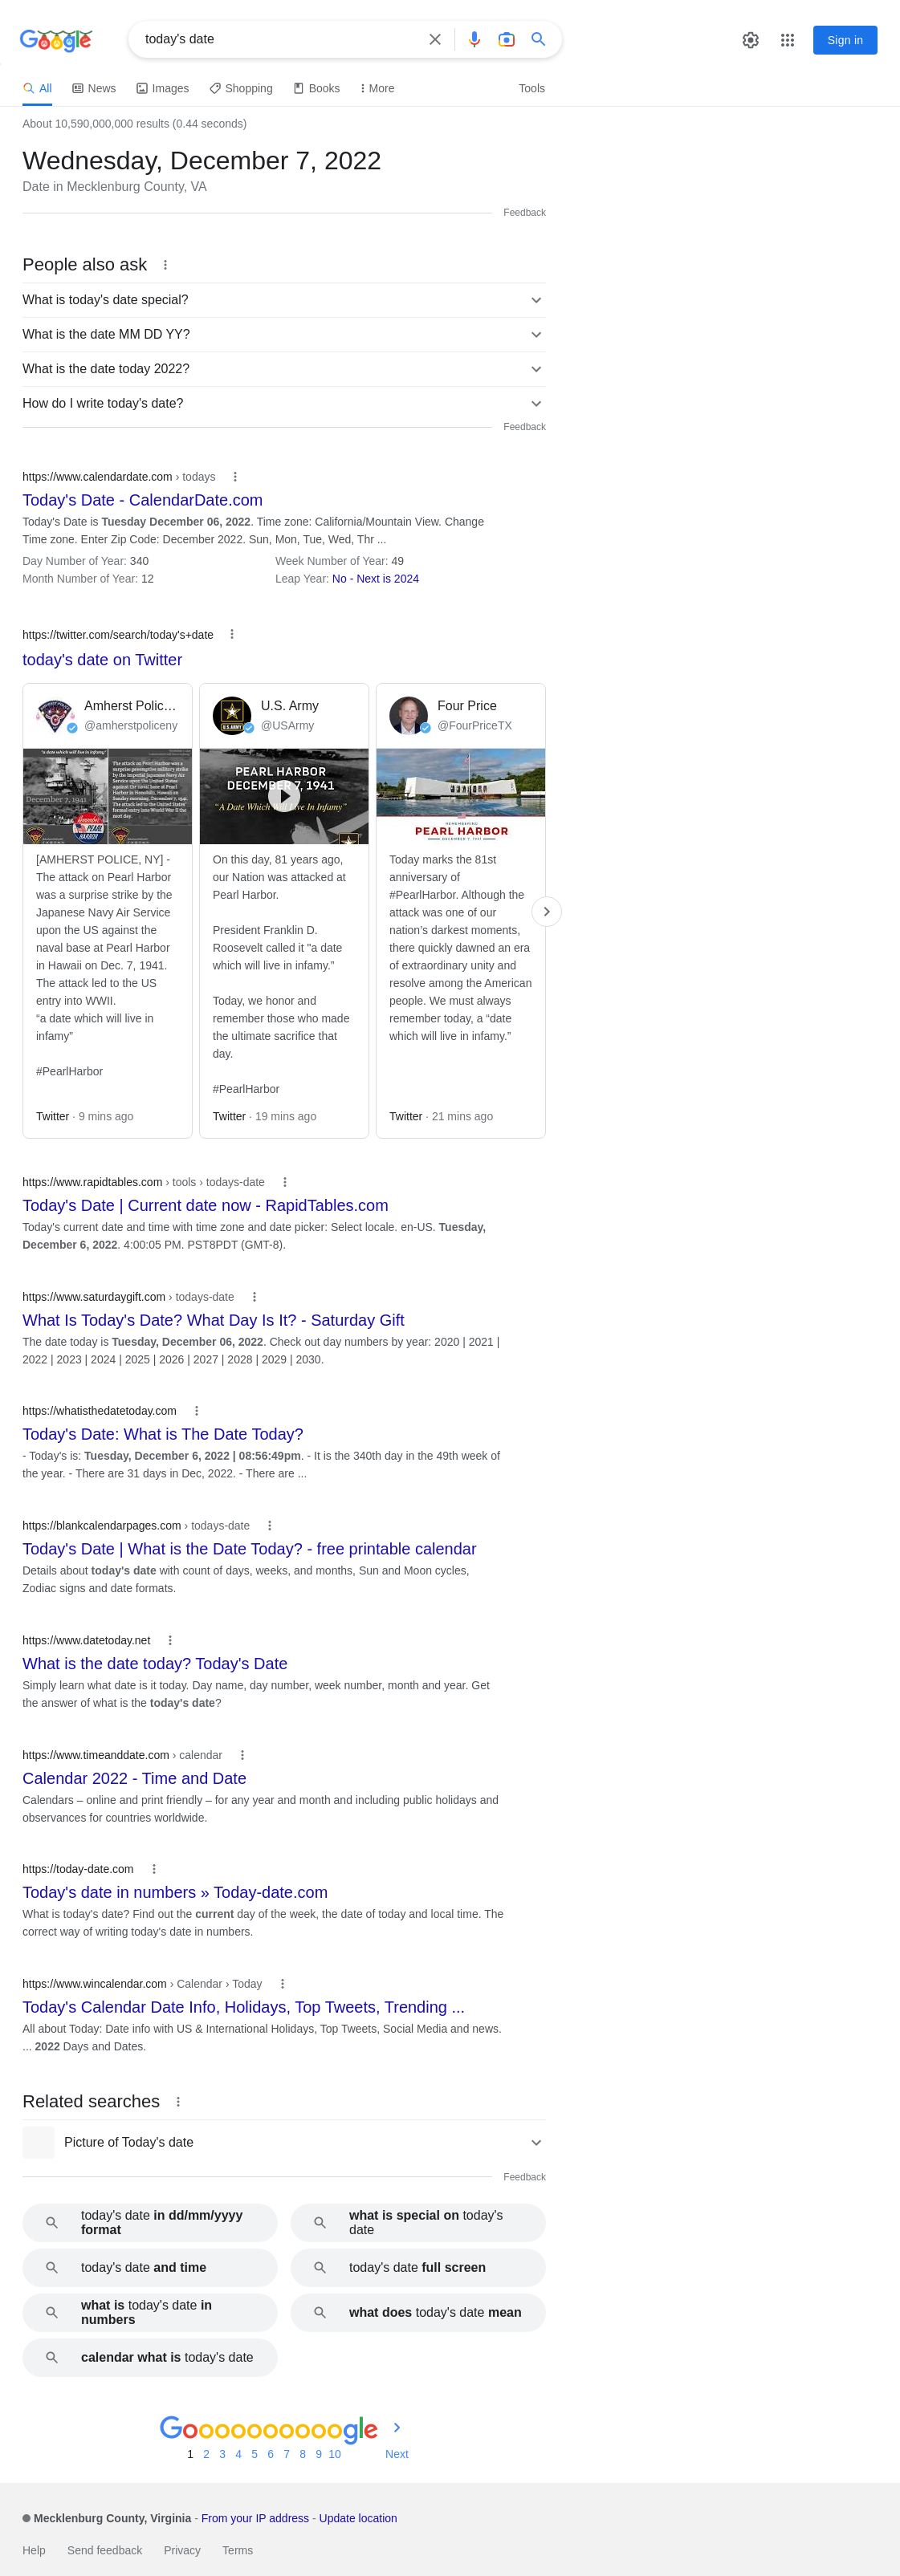 Google
today's date
Sign in
All
News
Images
Shopping
Books
More
Tools
About 10,590,000,000 results (0.44 seconds)
Wednesday, December 7, 2022
Date in Mecklenburg County, VA
Feedback
People also ask
What is today's date special?
What is the date MM DD YY?
What is the date today 2022?
How do I write today's date?
Feedback
https://www.calendardate.com › todays
Today's Date - CalendarDate.com
Today's Date is Tuesday December 06, 2022. Time zone: California/Mountain View. Change
Time zone. Enter Zip Code: December 2022. Sun, Mon, Tue, Wed, Thr ...
Day Number of Year: 340
Week Number of Year: 49
Month Number of Year: 12
Leap Year: No - Next is 2024
https://twitter.com/search/today's+date
today's date on Twitter
Amherst Polic…
@amherstpoliceny
"a date which will live in infamy"
December 7, 1941
The attack on Pearl Harbor
was a surprise
preemptive military strike
by the Imperial Japanese Navy Air
Service upon the United States
against the naval base at Pearl
Harbor in Honolulu, Hawaii on
Sunday morning, December 7, 1941.
The attack led to the United States'
formal entry into World War II the
next day.
Remember
PEARL
HARBOR
[AMHERST POLICE, NY] -
The attack on Pearl Harbor
was a surprise strike by the
Japanese Navy Air Service
upon the US against the
naval base at Pearl Harbor
in Hawaii on Dec. 7, 1941.
The attack led to the US
entry into WWII.
“a date which will live in
infamy”
#PearlHarbor
Twitter · 9 mins ago
U.S. Army
@USArmy
U.S.ARMY
PEARL HARBOR
DECEMBER 7, 1941
“A Date Which Will Live In Infamy”
On this day, 81 years ago,
our Nation was attacked at
Pearl Harbor.
President Franklin D.
Roosevelt called it "a date
which will live in infamy.”
Today, we honor and
remember those who made
the ultimate sacrifice that
day.
#PearlHarbor
Twitter · 19 mins ago
Four Price
@FourPriceTX
REMEMBERING
PEARL HARBOR
DECEMBER 7, 1941
Today marks the 81st
anniversary of
#PearlHarbor. Although the
attack was one of our
nation’s darkest moments,
there quickly dawned an era
of extraordinary unity and
resolve among the American
people. We must always
remember today, a “date
which will live in infamy.”
Twitter · 21 mins ago
https://www.rapidtables.com › tools › todays-date
Today's Date | Current date now - RapidTables.com
Today's current date and time with time zone and date picker: Select locale. en-US. Tuesday,
December 6, 2022. 4:00:05 PM. PST8PDT (GMT-8).
https://www.saturdaygift.com › todays-date
What Is Today's Date? What Day Is It? - Saturday Gift
The date today is Tuesday, December 06, 2022. Check out day numbers by year: 2020 | 2021 |
2022 | 2023 | 2024 | 2025 | 2026 | 2027 | 2028 | 2029 | 2030.
https://whatisthedatetoday.com
Today's Date: What is The Date Today?
- Today's is: Tuesday, December 6, 2022 | 08:56:49pm. - It is the 340th day in the 49th week of
the year. - There are 31 days in Dec, 2022. - There are ...
https://blankcalendarpages.com › todays-date
Today's Date | What is the Date Today? - free printable calendar
Details about today's date with count of days, weeks, and months, Sun and Moon cycles,
Zodiac signs and date formats.
https://www.datetoday.net
What is the date today? Today's Date
Simply learn what date is it today. Day name, day number, week number, month and year. Get
the answer of what is the today's date?
https://www.timeanddate.com › calendar
Calendar 2022 - Time and Date
Calendars – online and print friendly – for any year and month and including public holidays and
observances for countries worldwide.
https://today-date.com
Today's date in numbers » Today-date.com
What is today's date? Find out the current day of the week, the date of today and local time. The
correct way of writing today's date in numbers.
https://www.wincalendar.com › Calendar › Today
Today's Calendar Date Info, Holidays, Top Tweets, Trending ...
All about Today: Date info with US & International Holidays, Top Tweets, Social Media and news.
... 2022 Days and Dates.
Related searches
Picture of Today's date
Feedback
today's date in dd/mm/yyyy
format
what is special on today's
date
today's date and time
today's date full screen
what is today's date in
numbers
what does today's date mean
calendar what is today's date
Goooooooooogle
1 2 3 4 5 6 7 8 9 10 Next
Mecklenburg County, Virginia - From your IP address - Update location
Help
Send feedback
Privacy
Terms